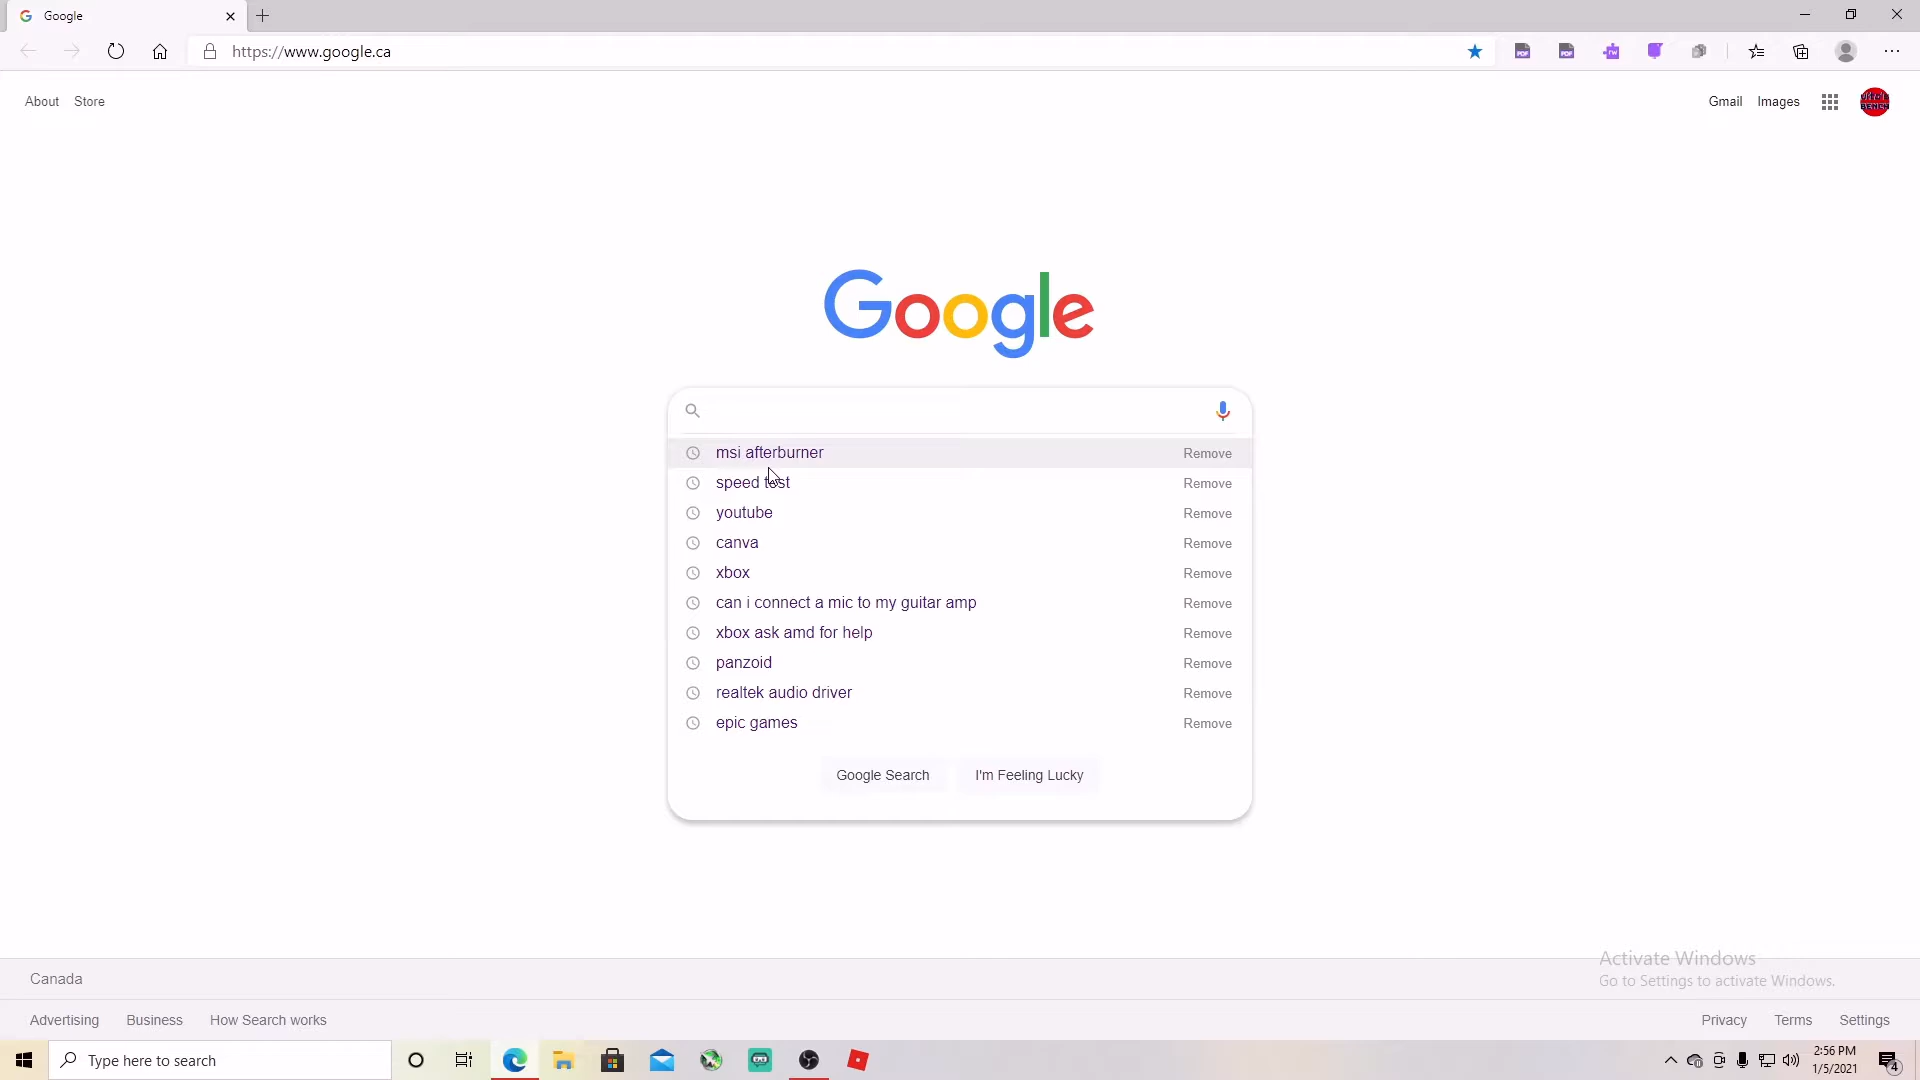 Google
https://www.google.ca
About Store
Gmail Images
Google
msi afterburner Remove
speed test Remove
youtube Remove
canva Remove
xbox Remove
can i connect a mic to my guitar amp Remove
xbox ask amd for help Remove
panzoid Remove
realtek audio driver Remove
epic games Remove
Google Search I'm Feeling Lucky
Activate Windows
Go to Settings to activate Windows.
Canada
Advertising Business How Search works
Privacy Terms Settings
Type here to search
2:56 PM
1/5/2021
4